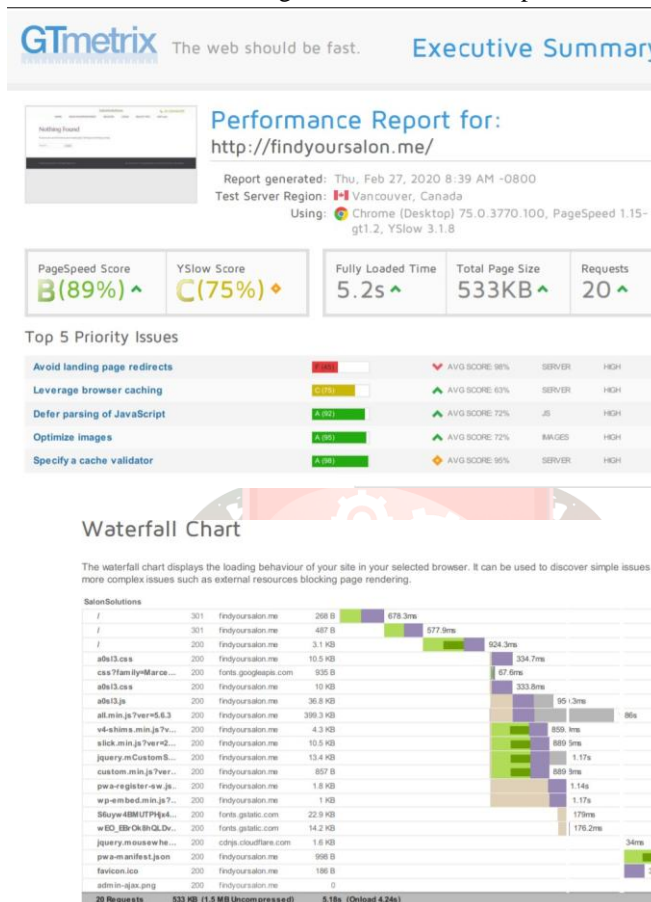 GTmetrix The web should be fast. Executive Summary
Nothing Found
Performance Report for:
http://findyoursalon.me/
Report generated: Thu, Feb 27, 2020 8:39 AM -0800
Test Server Region: Vancouver, Canada
Using: Chrome (Desktop) 75.0.3770.100, PageSpeed 1.15-
gt1.2, YSlow 3.1.8
PageSpeed Score YSlow Score Fully Loaded Time Total Page Size Requests
B(89%) C(75%) 5.2s 533KB 20
Top 5 Priority Issues
Avoid landing page redirects AVG SCORE: 98% SERVER HIGH
Leverage browser caching C (75) AVG SCORE: 63% SERVER HIGH
Defer parsing of JavaScript A (92) AVG SCORE: 72% JS HIGH
Optimize images A (95) AVG SCORE: 72% IMAGES HIGH
Specify a cache validator A (98) AVG SCORE: 95% SERVER HIGH
Waterfall Chart
The waterfall chart displays the loading behaviour of your site in your selected browser. It can be used to discover simple issues
more complex issues such as external resources blocking page rendering.
SalonSolutions
/ 301 findyoursalon.me 268 B 678.3ms
/ 301 findyoursalon.me 487 B 577.9ms
/ 200 findyoursalon.me 3.1 KB 924.3ms
a0sl3.css 200 findyoursalon.me 10.5 KB 334.7ms
css?family=Marce... 200 fonts.googleapis.com 935 B 67.6ms
a0sl3.css 200 findyoursalon.me 10 KB 333.8ms
a0sl3.js 200 findyoursalon.me 36.8 KB
all.min.js?ver=5.6.3 200 findyoursalon.me 399.3 KB 86s
v4-shims.min.js?v... 200 findyoursalon.me 4.3 KB
slick.min.js?ver=2... 200 findyoursalon.me 10.5 KB
jquery.mCustomS... 200 findyoursalon.me 13.4 KB 1.17s
custom.min.js?ver... 200 findyoursalon.me 857 B
pwa-register-sw.js.. 200 findyoursalon.me 1.8 KB 1.14s
wp-embed.min.js?.. 200 findyoursalon.me 1 KB 1.17s
S6uyw4BMUTPHjx4... 200 fonts.gstatic.com 22.9 KB 179ms
200 fonts.gstatic.com 14.2 KB 176.2ms
jquery.mousewhe... 200 cdnjs.cloudflare.com 1.6 KB 34ms
pwa-manifest.json 200 findyoursalon.me 998 B
favicon.ico 200 findyoursalon.me 186 B
admin-ajax.png 200 findyoursalon.me 0
20 Requests 533 KB (1.5 MB Uncompressed) 5.18s (Onload 4.24s)